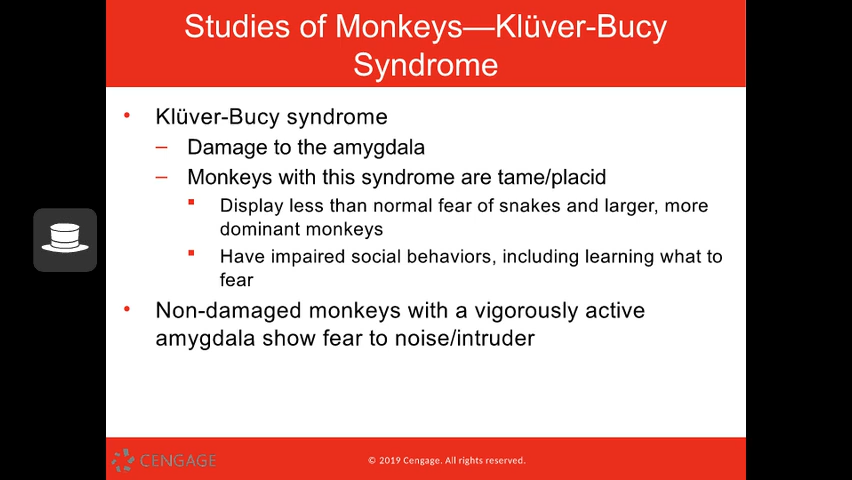 Studies of Monkeys—Klüver-Bucy
Syndrome
• Klüver-Bucy syndrome
– Damage to the amygdala
– Monkeys with this syndrome are tame/placid
▪ Display less than normal fear of snakes and larger, more
dominant monkeys
▪ Have impaired social behaviors, including learning what to
fear
• Non-damaged monkeys with a vigorously active
amygdala show fear to noise/intruder
CENGAGE
© 2019 Cengage. All rights reserved.